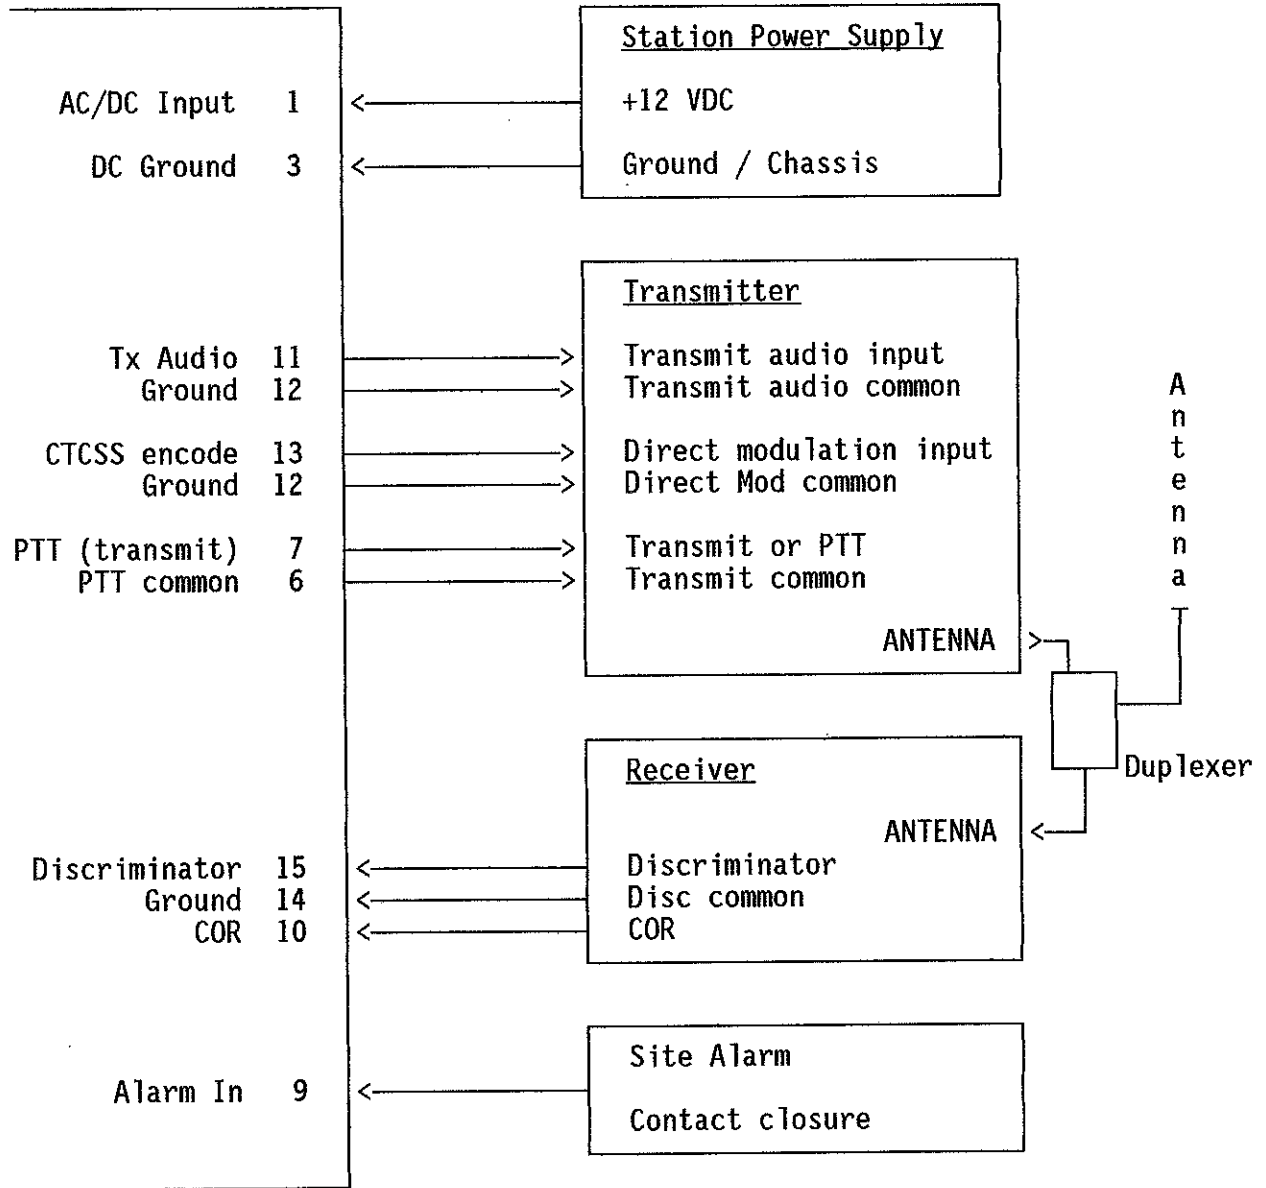 Station Power Supply
AC/DC Input 1 +12 VDC
DC Ground 3 Ground / Chassis
Transmitter
Tx Audio 11 Transmit audio input
Ground 12 Transmit audio common
CTCSS encode 13 Direct modulation input
Ground 12 Direct Mod common
PTT (transmit) 7 Transmit or PTT
PTT common 6 Transmit common
ANTENNA
Antenna
Duplexer
Receiver
ANTENNA
Discriminator 15 Discriminator
Ground 14 Disc common
COR 10 COR
Site Alarm
Alarm In 9
Contact closure